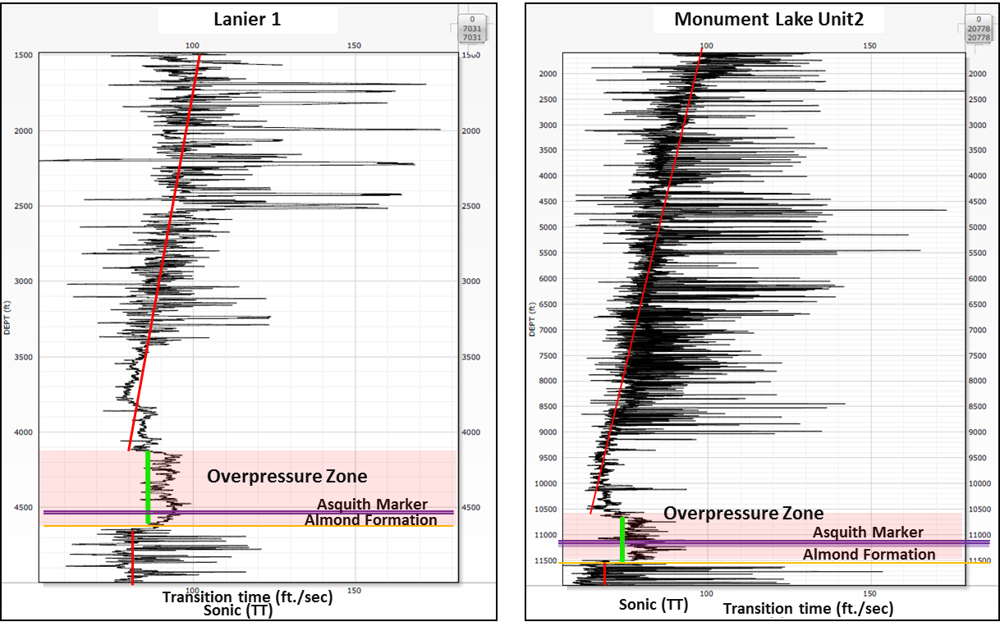 Lanier 1
0
7031
7031
100 150
1500 1500
2000 2000
2500 2500
3000 3000
3500 3500
4000 4000
4500 4500
DEPT (ft)
Overpressure Zone
Asquith Marker
Almond Formation
100 150
Transition time (ft./sec)
Sonic (TT)
Monument Lake Unit2
0
20778
20778
100 150
2000 2000
2500 2500
3000 3000
3500 3500
4000 4000
4500 4500
5000 5000
5500 5500
6000 6000
6500 6500
7000 7000
7500 7500
8000 8000
8500 8500
9000 9000
9500 9500
10000 10000
10500 10500
11000 11000
11500 11500
DEPT (ft)
Overpressure Zone
Asquith Marker
Almond Formation
100 150
Sonic (TT) Transition time (ft./sec)